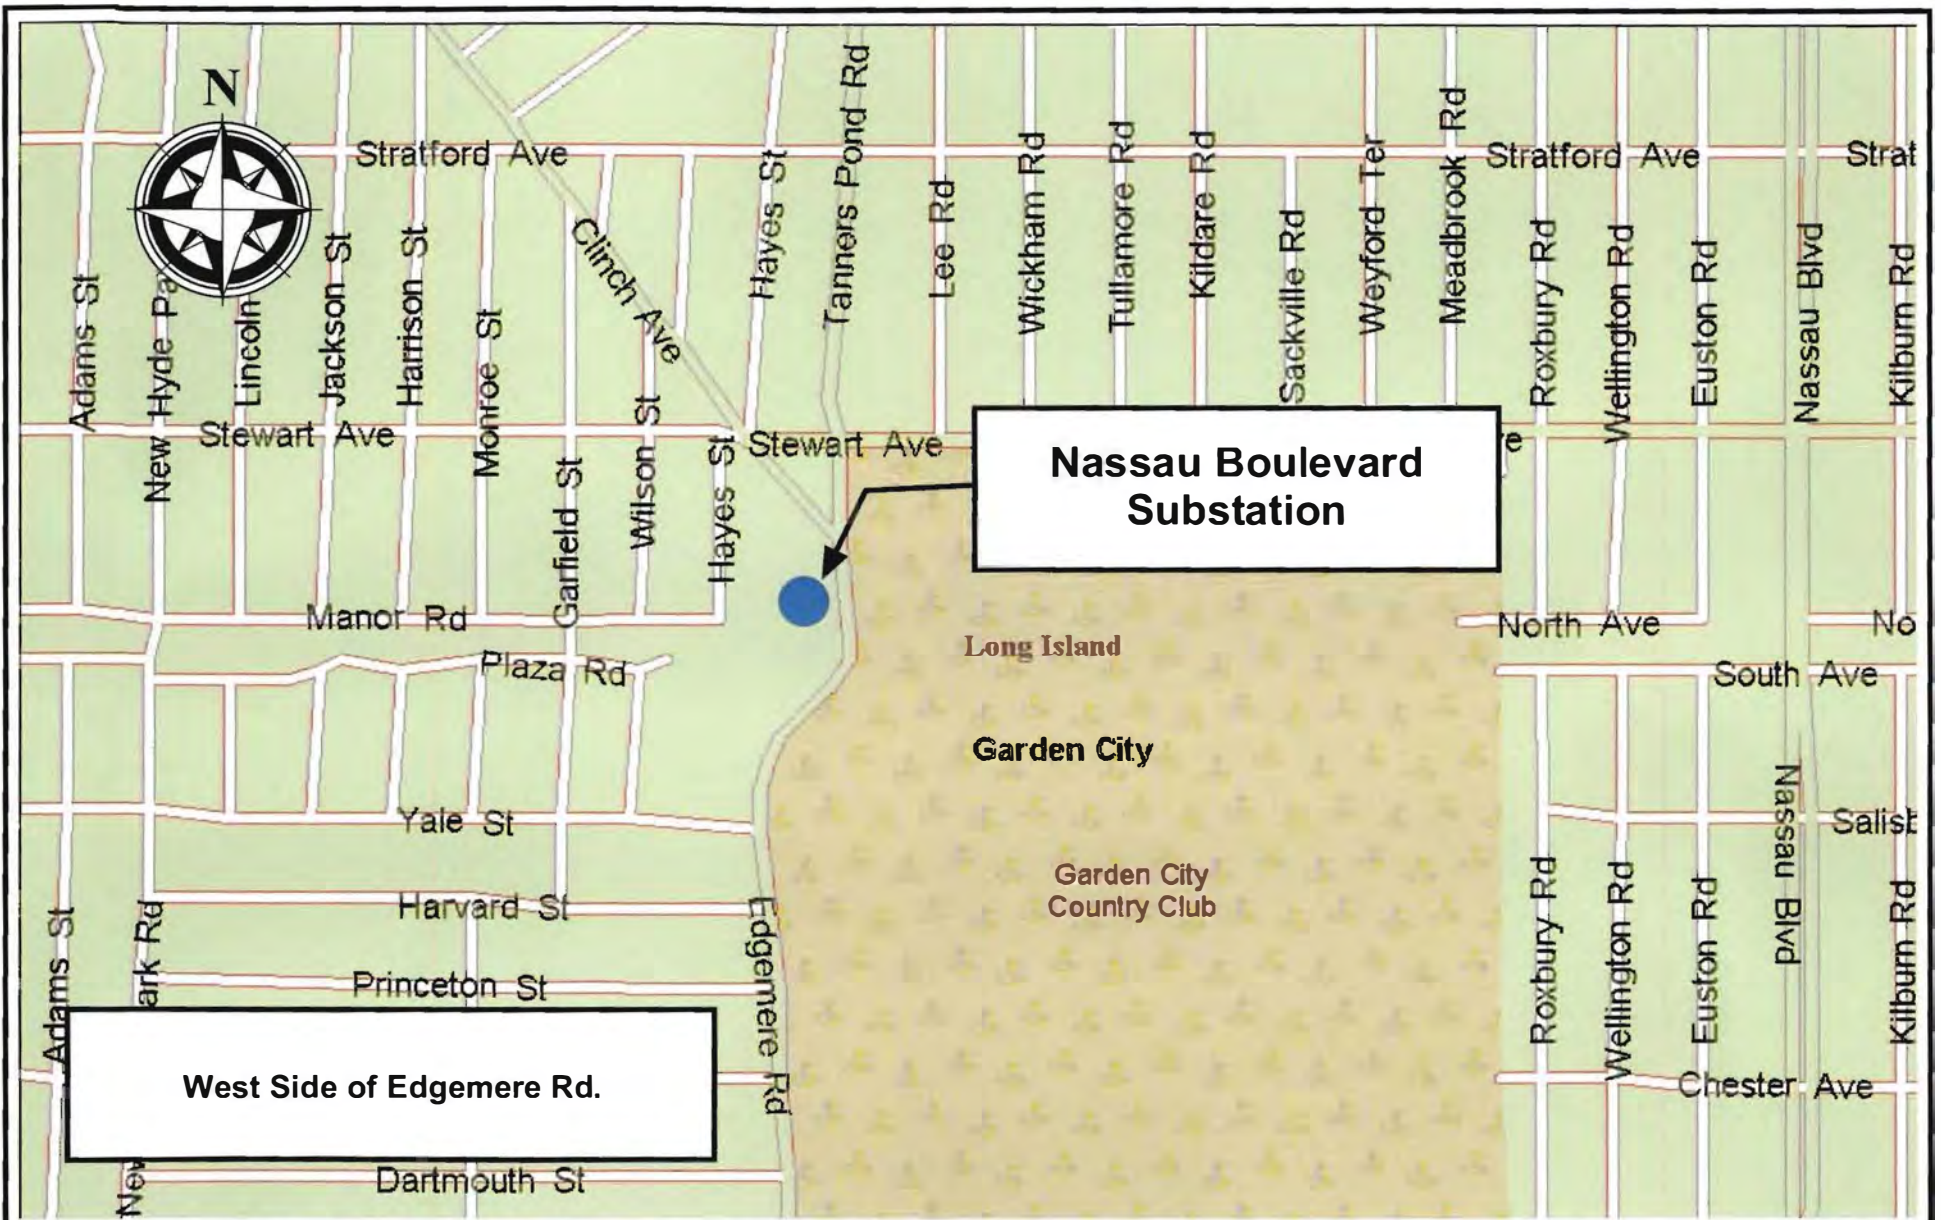 N
Stratford Ave
Stratford Ave
Strat
Adams St
New Hyde Pa
Lincoln
Jackson St
Harrison St
Monroe St
Clinch Ave
Hayes St
Tanners Pond Rd
Lee Rd
Wickham Rd
Tullamore Rd
Kildare Rd
Sackville Rd
Weyford Ter
Meadbrook Rd
Roxbury Rd
Wellington Rd
Euston Rd
Nassau Blvd
Kilburn Rd
Stewart Ave
Stewart Ave
Garfield St
Wilson St
Hayes St
Nassau Boulevard
Substation
Manor Rd
Plaza Rd
Long Island
North Ave
No
South Ave
Garden City
Yale St
Garden City
Country Club
Salisb
Nassau Blvd
Harvard St
Edgemere Rd
Adams St
ark Rd
Princeton St
Roxbury Rd
Wellington Rd
Euston Rd
Kilburn Rd
West Side of Edgemere Rd.
Chester Ave
Dartmouth St